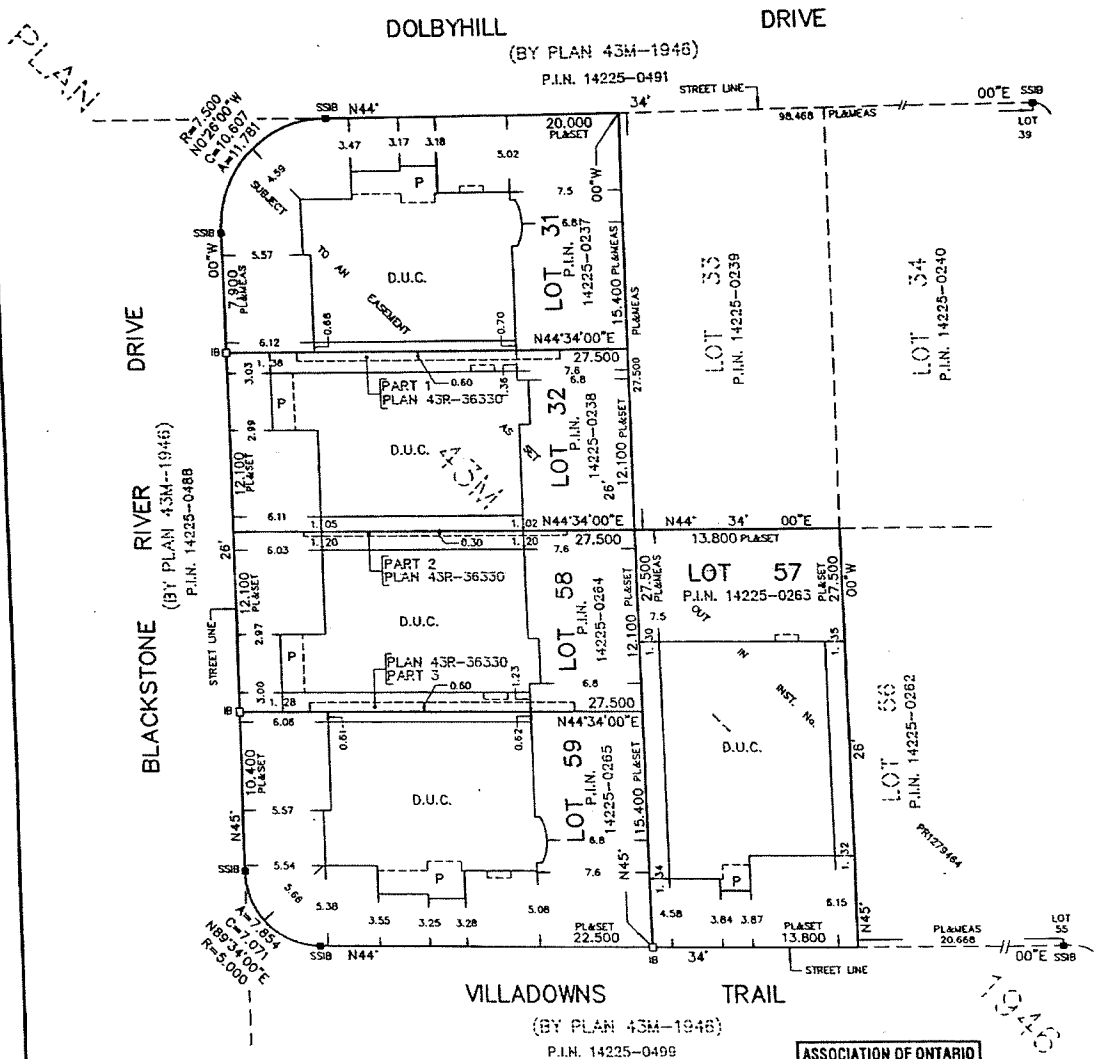 PLAN
DOLBYHILL DRIVE
(BY PLAN 43M-1946)
P.I.N. 14225-0491
STREET LINE
R=7.500
N0°26'00"W
C=10.607
A=11.781
SSIB
N44°
34'
00"E
SSIB
LOT
39
20.000
PL&SET
98.468
PL&MEAS
3.47
3.17
3.18
5.02
4.59
P
7.5
00"W
SUBJECT
TO AN
EASEMENT
SSIB
5.57
6.8
D.U.C.
LOT 31
P.I.N.
14225-0237
15.400 PL&MEAS
00"W
7.900
PL&MEAS
0.68
0.70
6.12
N44°34'00"E
PL&MEAS
27.500
LOT 33
P.I.N.
14225-0239
LOT 34
P.I.N.
14225-0240
IB
1.38
27.500
7.6
6.8
3.03
0.60
1.36
PART 1
PLAN 43R-36330
P
AS SET
LOT 32
P.I.N.
14225-0238
12.100 PL&SET
26'
2.99
D.U.C.
43M
12.100
PL&SET
6.11
1.05
1.02
N44°34'00"E
N44° 34' 00"E
BLACKSTONE RIVER DRIVE
(BY PLAN 43M-1946)
P.I.N. 14225-0488
26'
6.03
1.20
0.30
1.20
27.500
7.6
13.800 PL&SET
PART 2
PLAN 43R-36330
27.500
PL&MEAS
LOT 57
P.I.N. 14225-0263
PL&SET
27.500
00"W
STREET LINE
12.100
PL&SET
D.U.C.
LOT 58
P.I.N.
14225-0264
12.100 PL&SET
7.5
OUT
IN
INST. No.
1.30
1.35
2.97
P
PLAN 43R-36330
PART 3
3.00
0.60
1.23
6.8
IB
1.28
27.500
6.08
N44°34'00"E
0.61
0.62
LOT 56
P.I.N. 14225-0262
26'
D.U.C.
10.400
PL&SET
D.U.C.
LOT 59
P.I.N.
14225-0265
15.400 PL&SET
5.57
6.8
N45°
N45°
PR1279464
SSIB
5.54
P
7.6
1.34
P
1.32
5.66
5.38
3.55
3.25
3.28
5.08
4.58
3.84
3.87
6.15
N45°
A=7.854
C=7.071
N89°34'00"E
R=5.000
PL&SET
22.500
PL&SET
13.800
PL&MEAS
20.668
LOT
55
SSIB
N44°
IB
34'
00"E
SSIB
STREET LINE
VILLADOWNS TRAIL
(BY PLAN 43M-1946)
P.I.N. 14225-0499
1946
ASSOCIATION OF ONTARIO